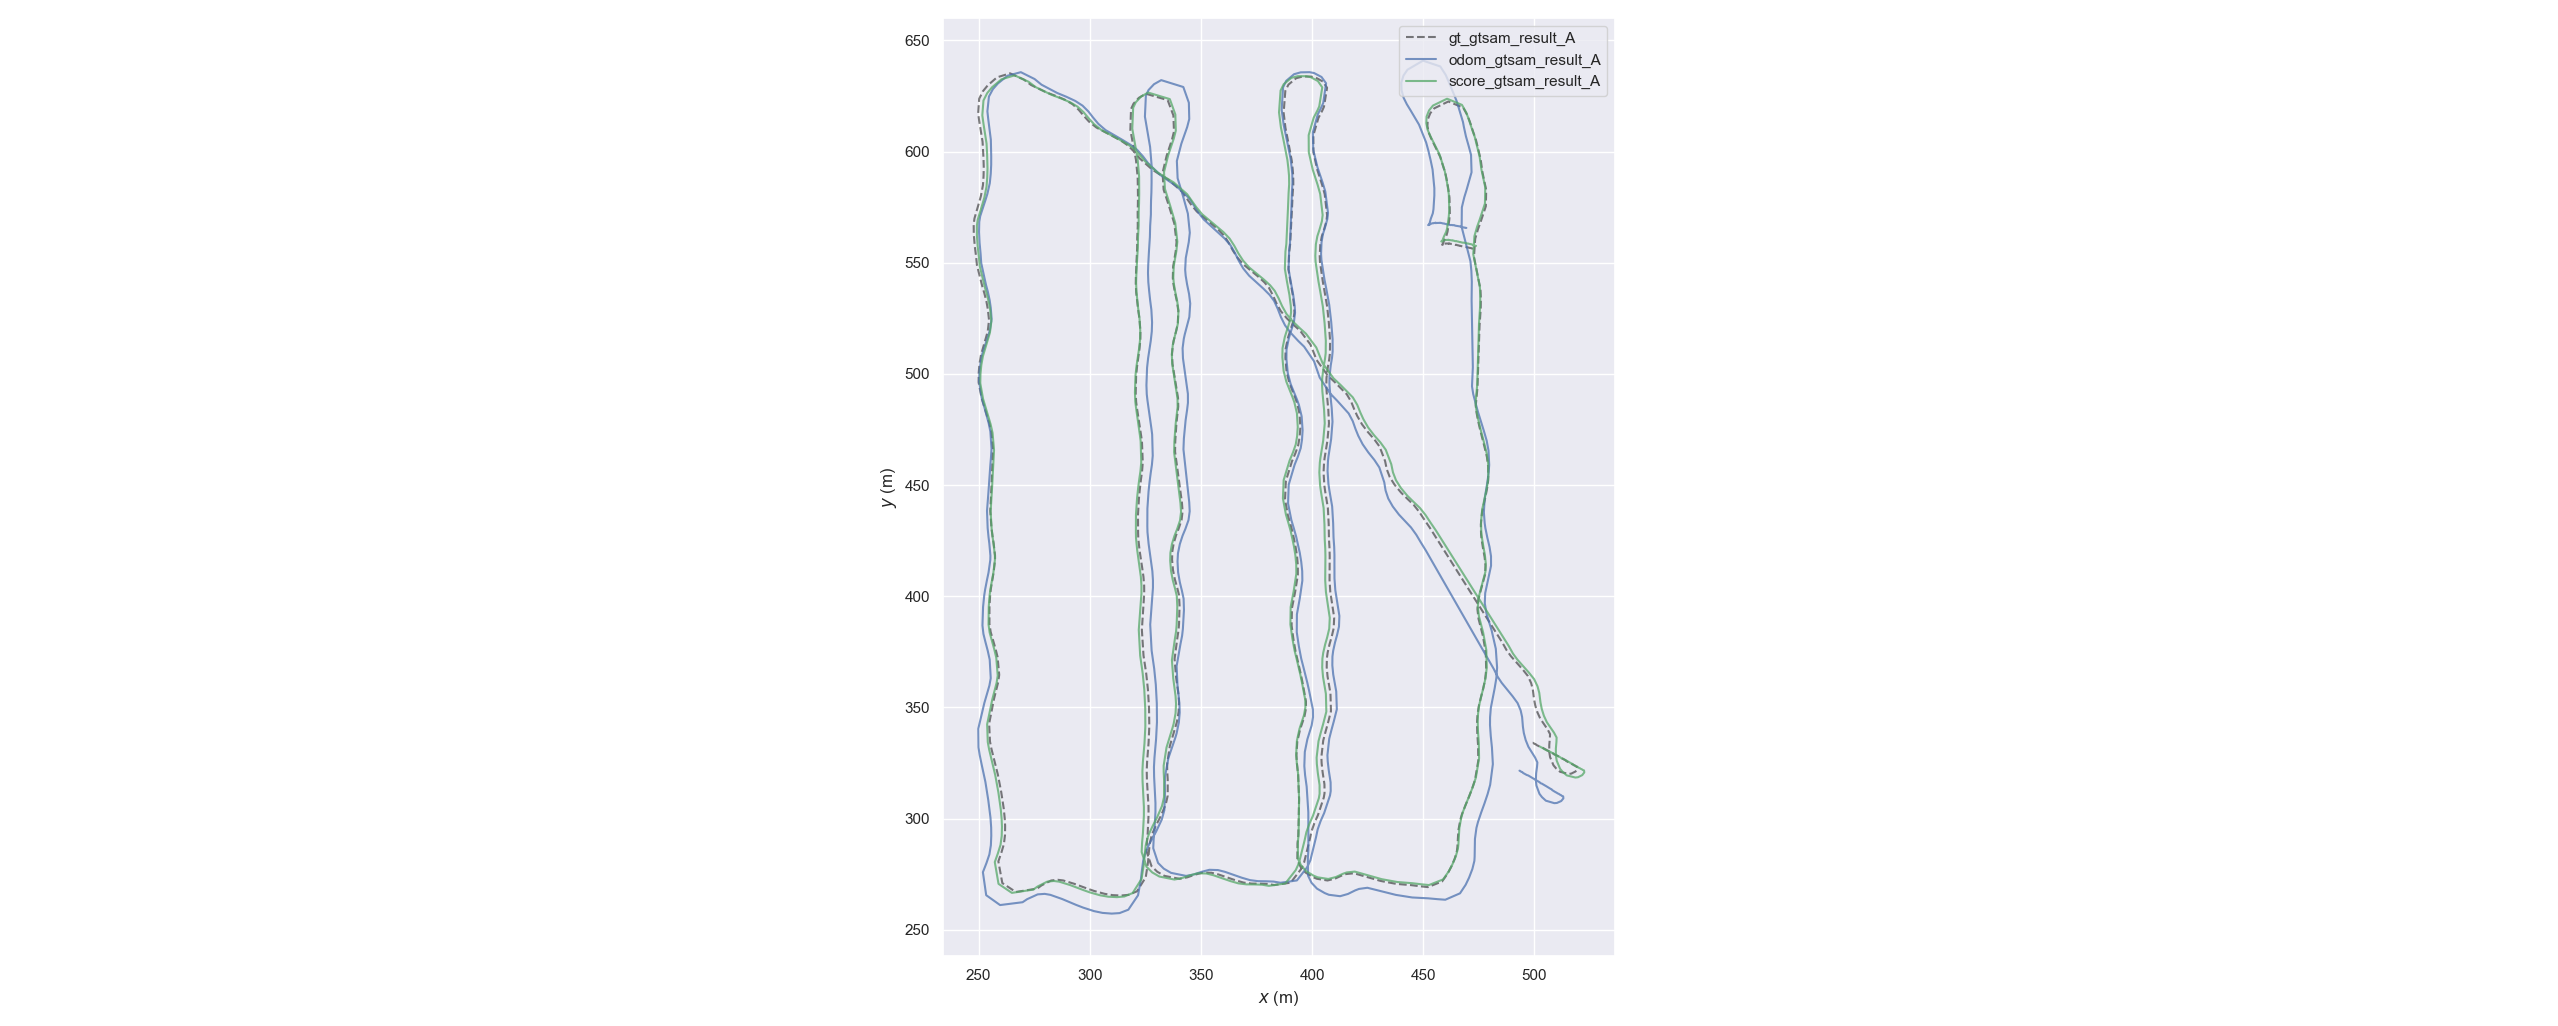 gt_gtsam_result_A
odom_gtsam_result_A
score_gtsam_result_A
650
600
550
500
450
400
350
300
250
y (m)
250 300 350 400 450 500
x (m)